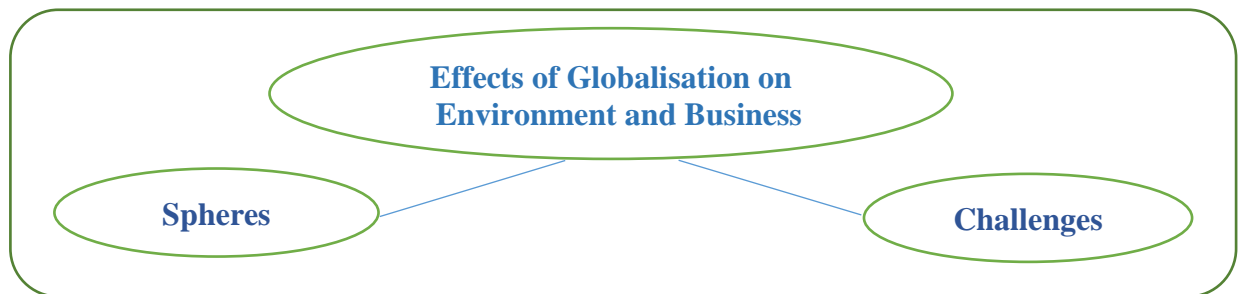 Effects of Globalisation on
Environment and Business
Spheres
Challenges